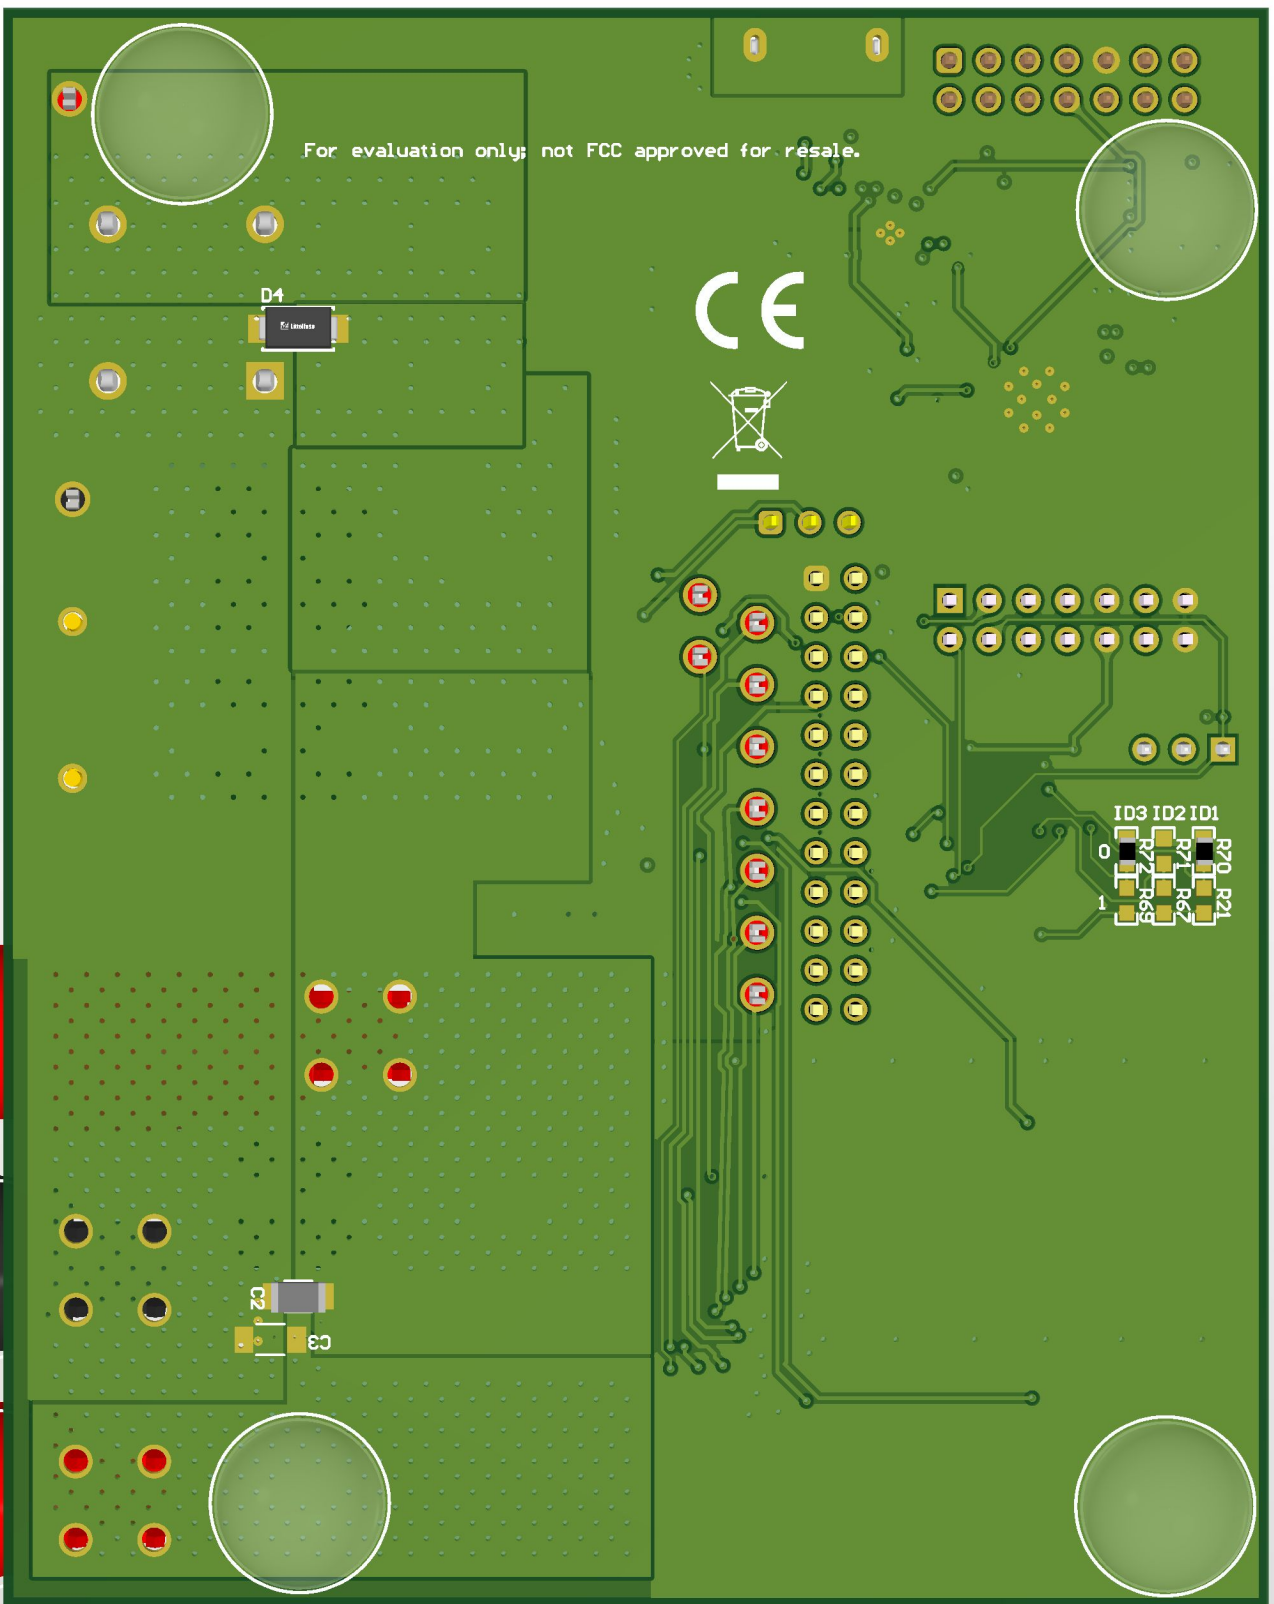 For evaluation only; not FCC approved for resale.
D4
Littelfuse
CE
ID3 ID2 ID1
0
R72 R71 R70
1
R69 R67 R21
C2
C3